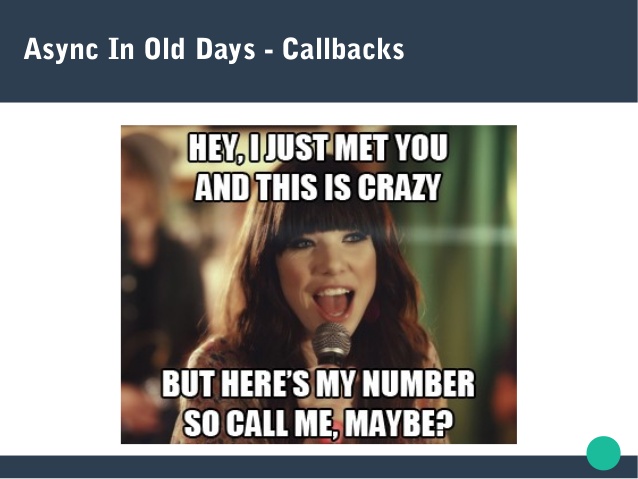 Async In Old Days - Callbacks
HEY, I JUST MET YOU
AND THIS IS CRAZY
BUT HERE'S MY NUMBER
SO CALL ME, MAYBE?